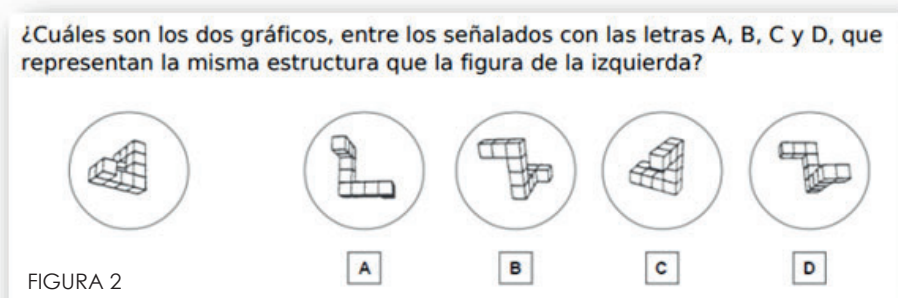 ¿Cuáles son los dos gráficos, entre los señalados con las letras A, B, C y D, que
representan la misma estructura que la figura de la izquierda?
FIGURA 2
A
B
C
D